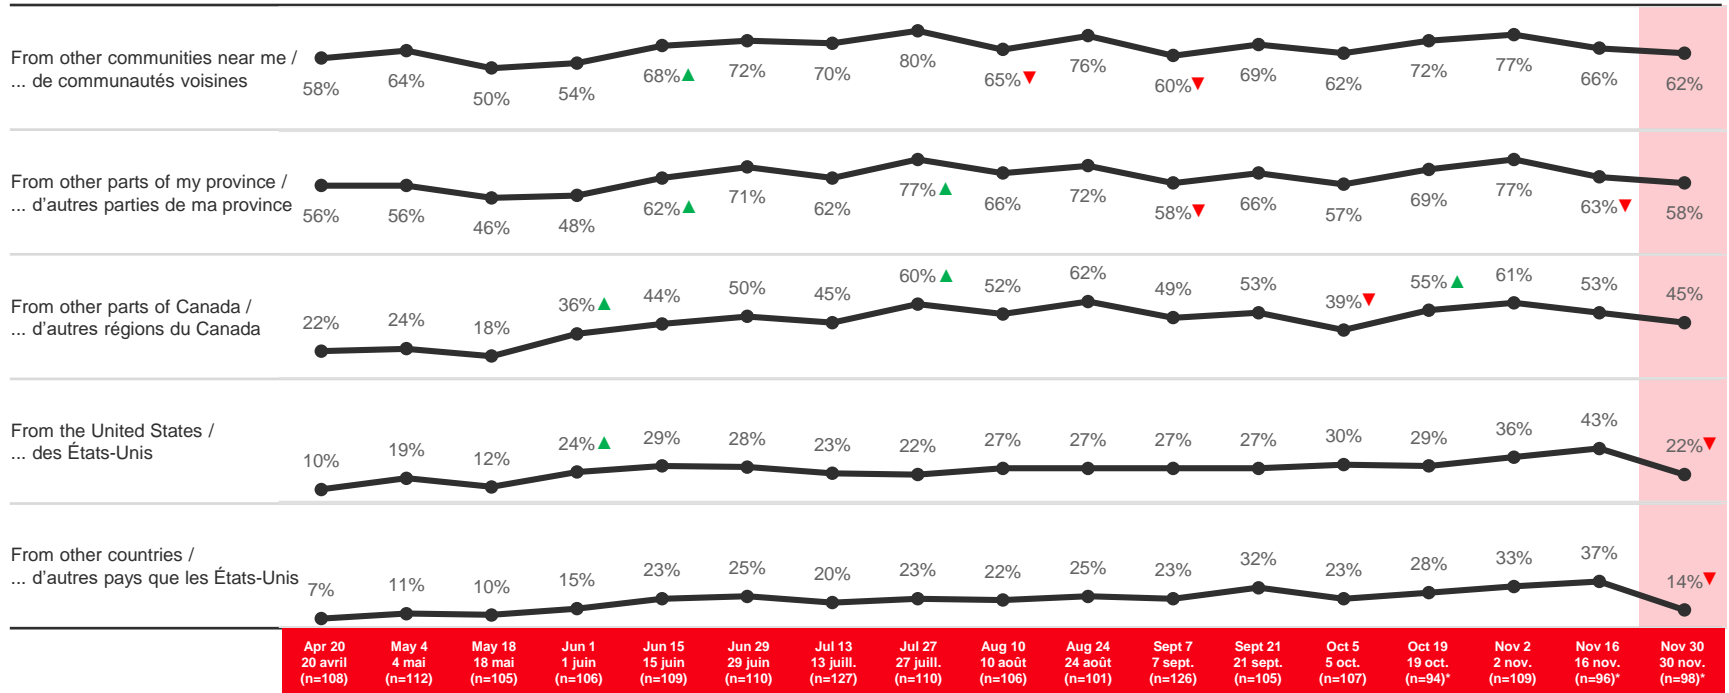 From other communities near me /
... de communautés voisines
58% 64% 50% 54% 68%▲ 72% 70% 80% 65%▼ 76% 60%▼ 69% 62% 72% 77% 66% 62%
From other parts of my province /
... d'autres parties de ma province
56% 56% 46% 48% 62%▲ 71% 62% 77%▲ 66% 72% 58%▼ 66% 57% 69% 77% 63%▼ 58%
From other parts of Canada /
... d'autres régions du Canada
22% 24% 18% 36%▲ 44% 50% 45% 60%▲ 52% 62% 49% 53% 39%▼ 55%▲ 61% 53% 45%
From the United States /
... des États-Unis
10% 19% 12% 24%▲ 29% 28% 23% 22% 27% 27% 27% 27% 30% 29% 36% 43% 22%▼
From other countries /
... d'autres pays que les États-Unis
7% 11% 10% 15% 23% 25% 20% 23% 22% 25% 23% 32% 23% 28% 33% 37% 14%▼
Apr 20 May 4 May 18 Jun 1 Jun 15 Jun 29 Jul 13 Jul 27 Aug 10 Aug 24 Sept 7 Sept 21 Oct 5 Oct 19 Nov 2 Nov 16 Nov 30
20 avril 4 mai 18 mai 1 juin 15 juin 29 juin 13 juill. 27 juill. 10 août 24 août 7 sept. 21 sept. 5 oct. 19 oct. 2 nov. 16 nov. 30 nov.
(n=108) (n=112) (n=105) (n=106) (n=109) (n=110) (n=127) (n=110) (n=106) (n=101) (n=126) (n=105) (n=107) (n=94)* (n=109) (n=96)* (n=98)*